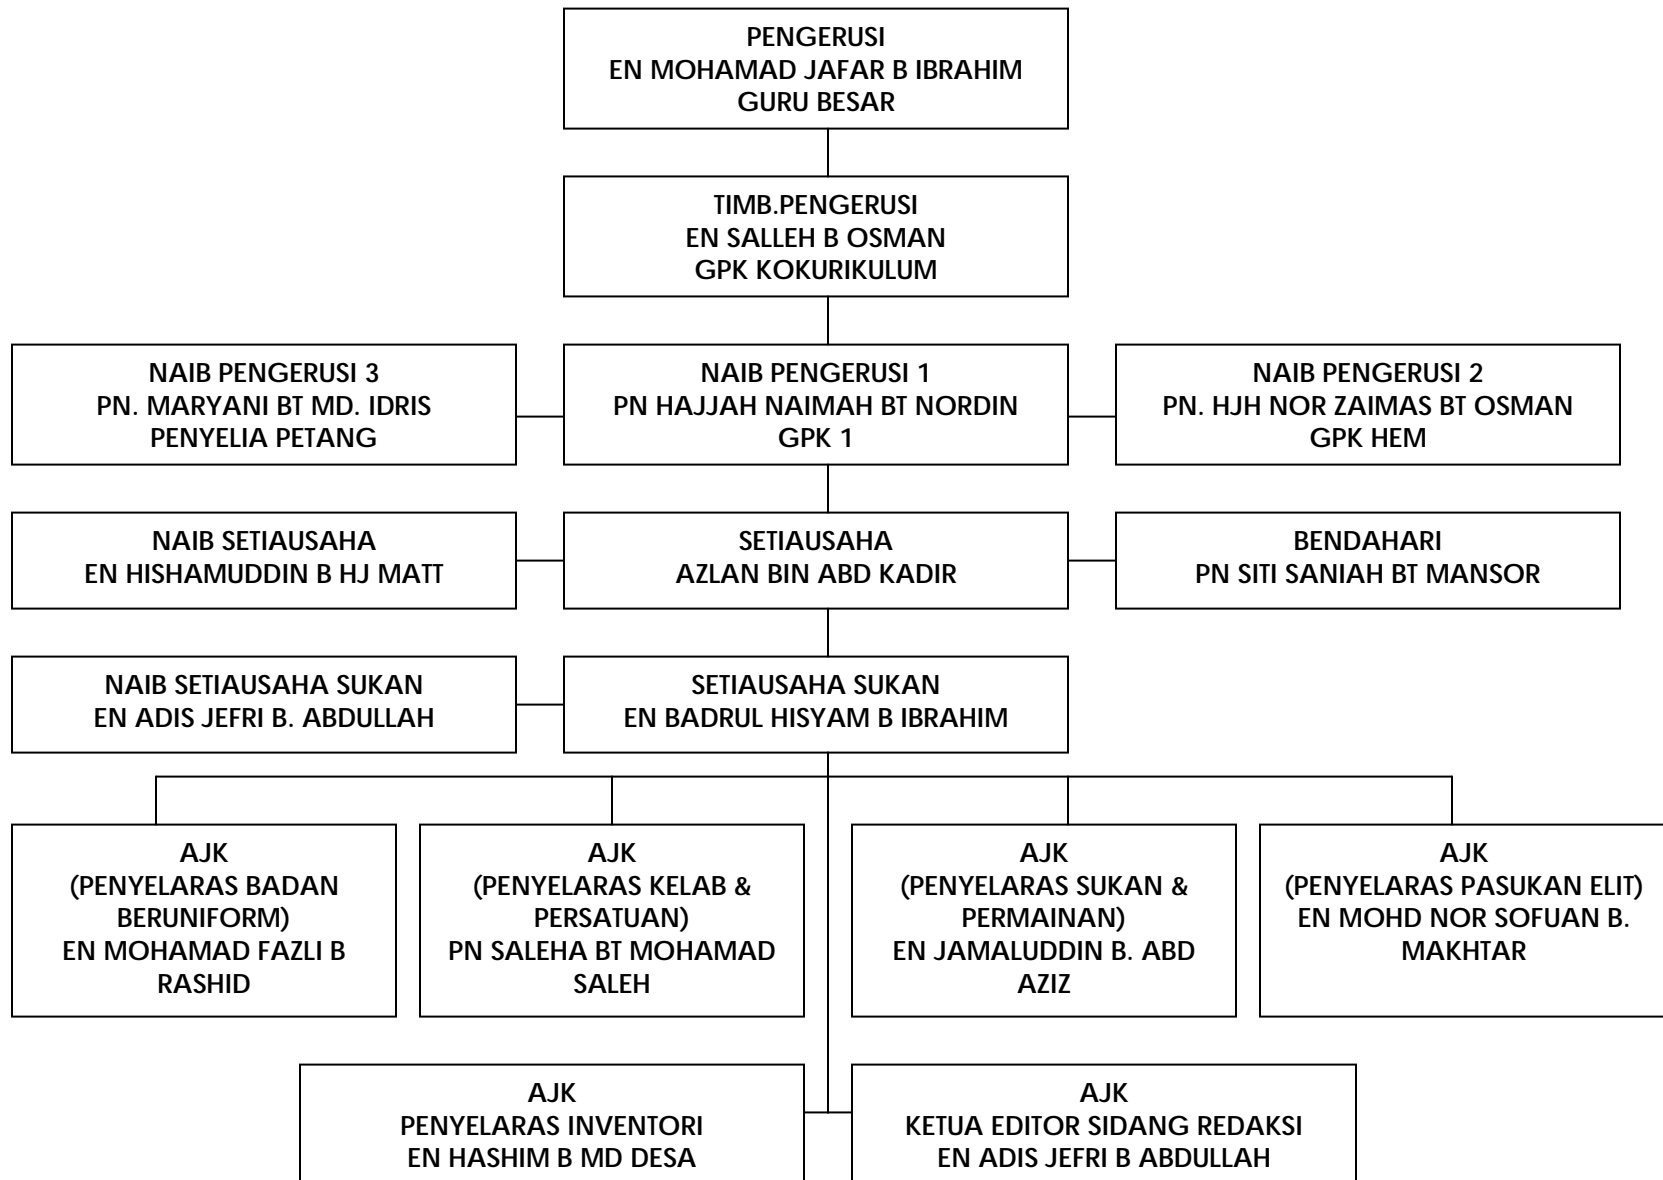 PENGERUSI
EN MOHAMAD JAFAR B IBRAHIM
GURU BESAR
TIMB.PENGERUSI
EN SALLEH B OSMAN
GPK KOKURIKULUM
NAIB PENGERUSI 3
PN. MARYANI BT MD. IDRIS
PENYELIA PETANG
NAIB PENGERUSI 1
PN HAJJAH NAIMAH BT NORDIN
GPK 1
NAIB PENGERUSI 2
PN. HJH NOR ZAIMAS BT OSMAN
GPK HEM
NAIB SETIAUSAHA
EN HISHAMUDDIN B HJ MATT
SETIAUSAHA
AZLAN BIN ABD KADIR
BENDAHARI
PN SITI SANIAH BT MANSOR
NAIB SETIAUSAHA SUKAN
EN ADIS JEFRI B. ABDULLAH
SETIAUSAHA SUKAN
EN BADRUL HISYAM B IBRAHIM
AJK
(PENYELARAS BADAN
BERUNIFORM)
EN MOHAMAD FAZLI B
RASHID
AJK
(PENYELARAS KELAB &
PERSATUAN)
PN SALEHA BT MOHAMAD
SALEH
AJK
(PENYELARAS SUKAN &
PERMAINAN)
EN JAMALUDDIN B. ABD
AZIZ
AJK
(PENYELARAS PASUKAN ELIT)
EN MOHD NOR SOFUAN B.
MAKHTAR
AJK
PENYELARAS INVENTORI
EN HASHIM B MD DESA
AJK
KETUA EDITOR SIDANG REDAKSI
EN ADIS JEFRI B ABDULLAH